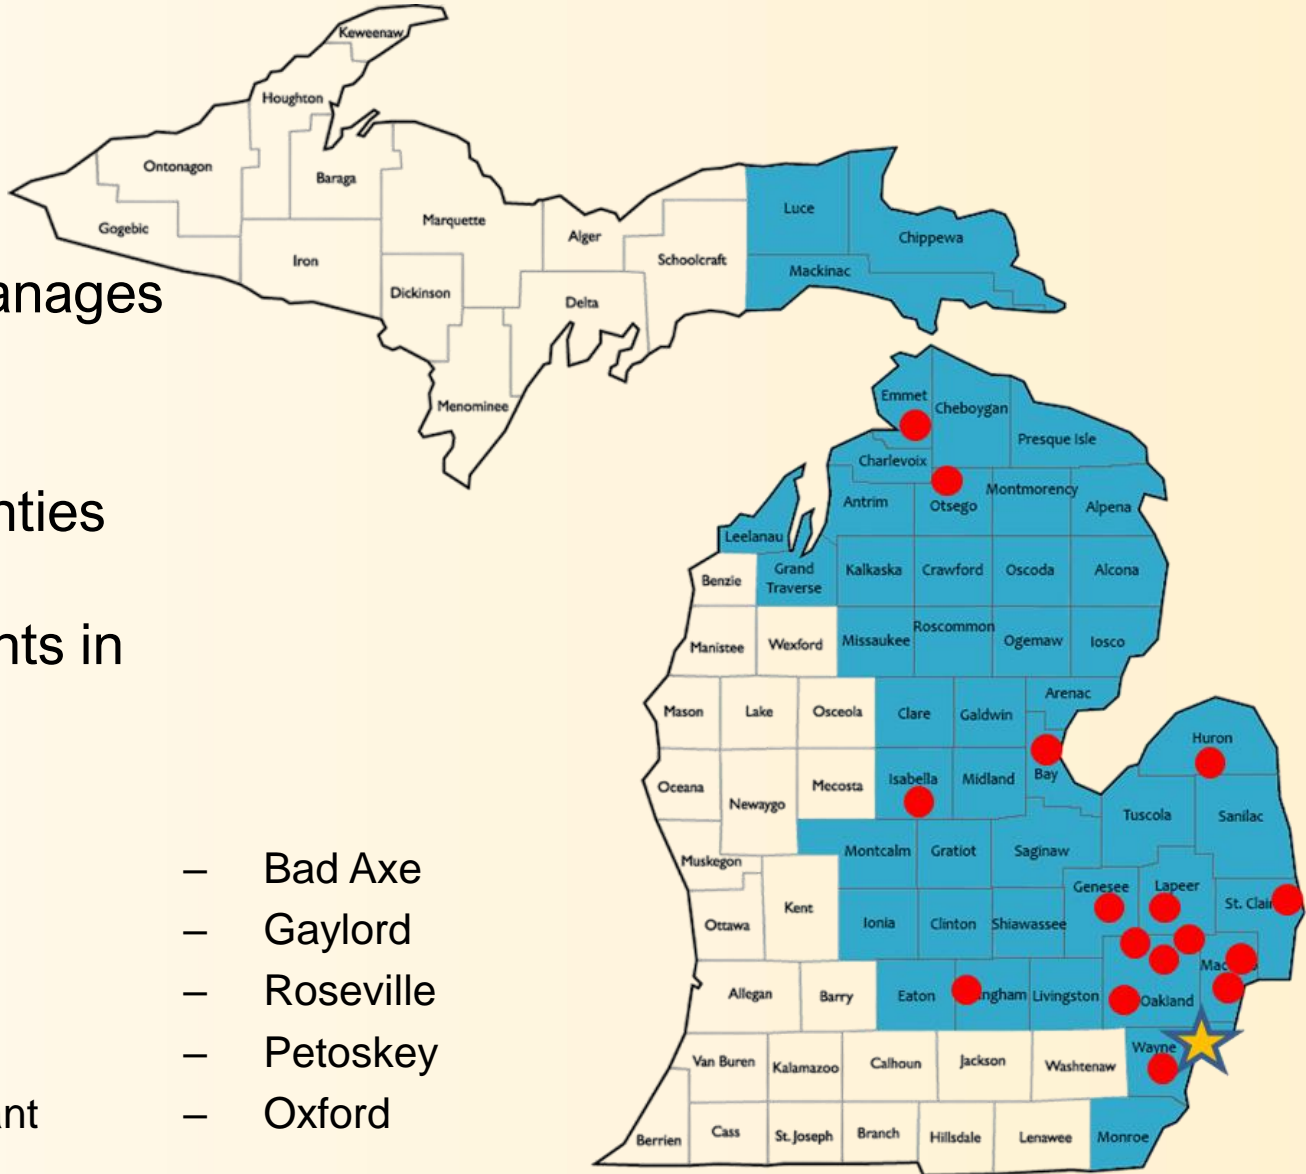 Keweenaw
Houghton
Ontonagon
Baraga
Gogebic
Marquette
Iron
Alger
Schoolcraft
Luce
Chippewa
Mackinac
Dickinson
Delta
Menominee
anages
nties
nts in
Emmet
Cheboygan
Presque Isle
Charlevoix
Antrim
Otsego
Montmorency
Alpena
Leelanau
Benzie
Grand
Traverse
Kalkaska
Crawford
Oscoda
Alcona
Manistee
Wexford
Missaukee
Roscommon
Ogemaw
Iosco
Mason
Lake
Osceola
Clare
Galdwin
Arenac
Huron
Oceana
Newaygo
Mecosta
Isabella
Midland
Bay
Tuscola
Sanilac
Muskegon
Montcalm
Gratiot
Saginaw
Genesee
Lapeer
St. Clair
Ottawa
Kent
Ionia
Clinton
Shiawassee
Allegan
Barry
Eaton
ngham
Livingston
Oakland
Mac
Van Buren
Kalamazoo
Calhoun
Jackson
Washtenaw
Wayne
Berrien
Cass
St. Joseph
Branch
Hillsdale
Lenawee
Monroe
– Bad Axe
– Gaylord
– Roseville
– Petoskey
ant – Oxford